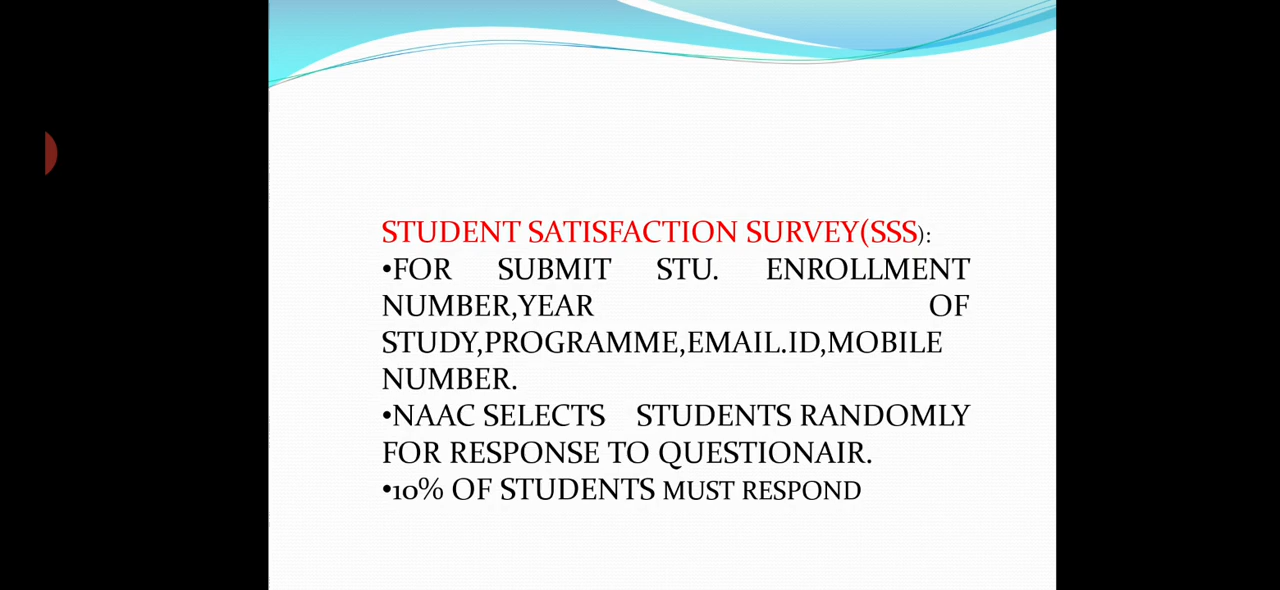 STUDENT SATISFACTION SURVEY(SSS):
•FOR SUBMIT STU. ENROLLMENT
NUMBER,YEAR OF
STUDY,PROGRAMME,EMAIL.ID,MOBILE
NUMBER.
•NAAC SELECTS STUDENTS RANDOMLY
FOR RESPONSE TO QUESTIONAIR.
•10% OF STUDENTS MUST RESPOND